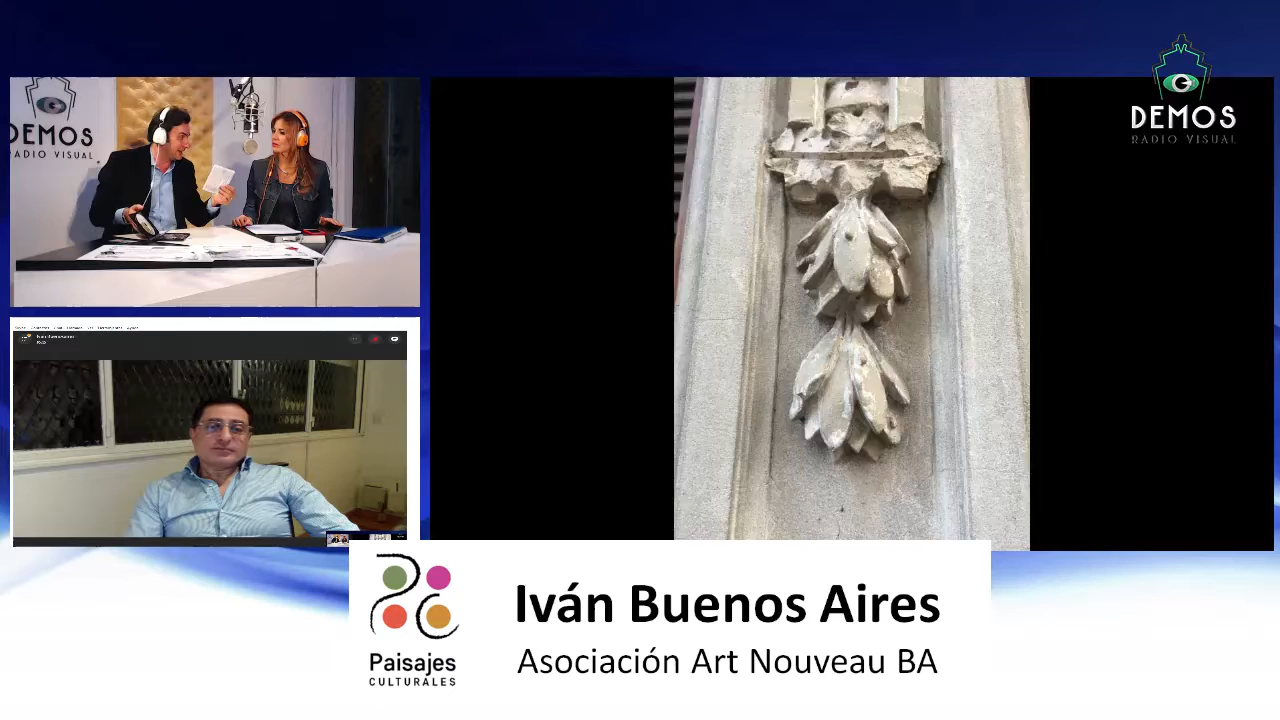 DEMOS
RADIO VISUAL
DEMOS
RADIO VISUAL
Iván Buenos Aires
Asociación Art Nouveau BA
Paisajes
CULTURALES